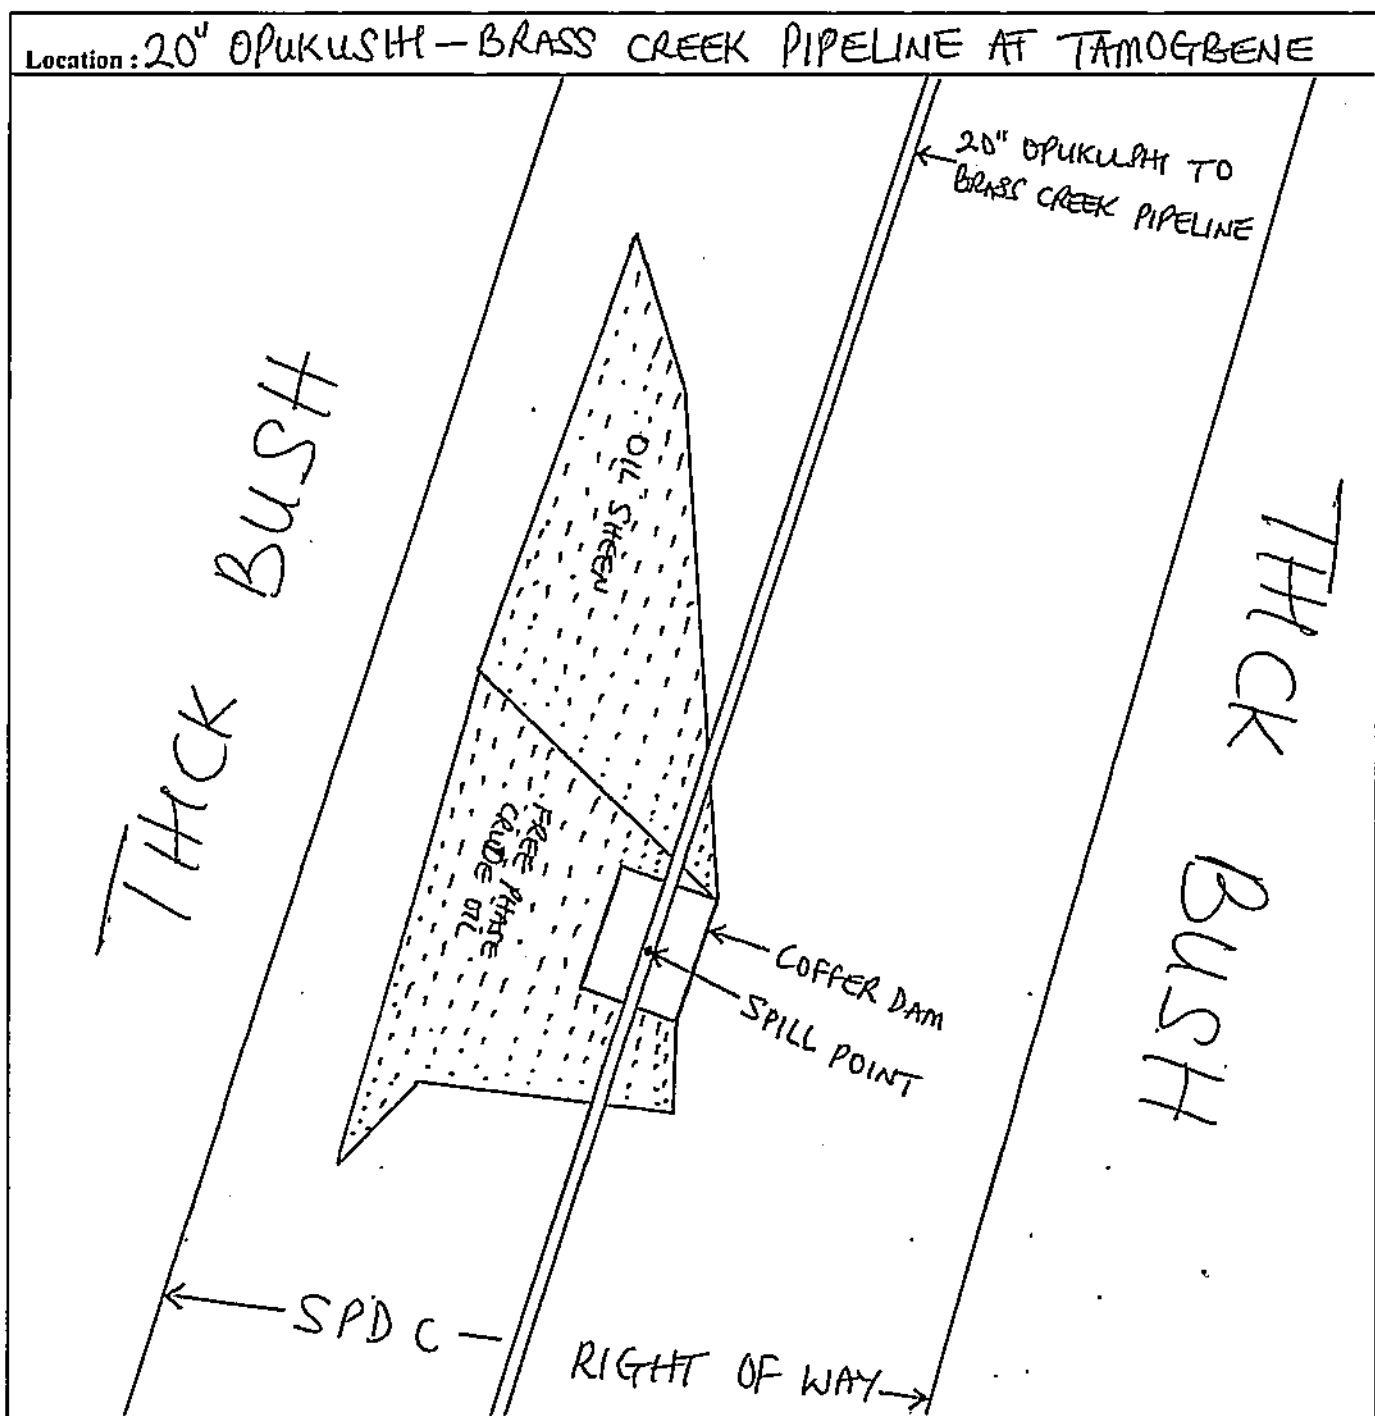 Location : 20" OPUKUSHI – BRASS CREEK PIPELINE AT TAMOGBENE
20" OPUKUSHI TO
BRASS CREEK PIPELINE
THICK BUSH
OIL SHEEN
THICK BUSH
FREE PHASE
CRUDE OIL
COFFER DAM
SPILL POINT
SPDC
RIGHT OF WAY